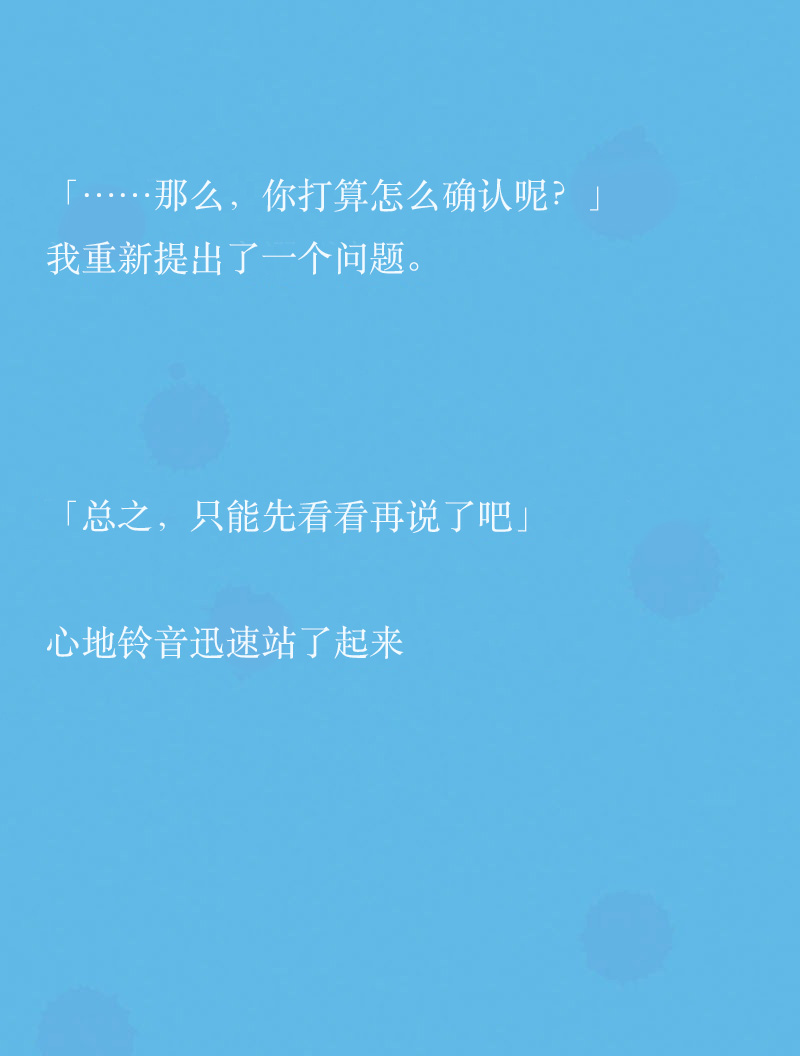 「……那么，你打算怎么确认呢？」
我重新提出了一个问题。
「总之，只能先看看再说了吧」
心地铃音迅速站了起来